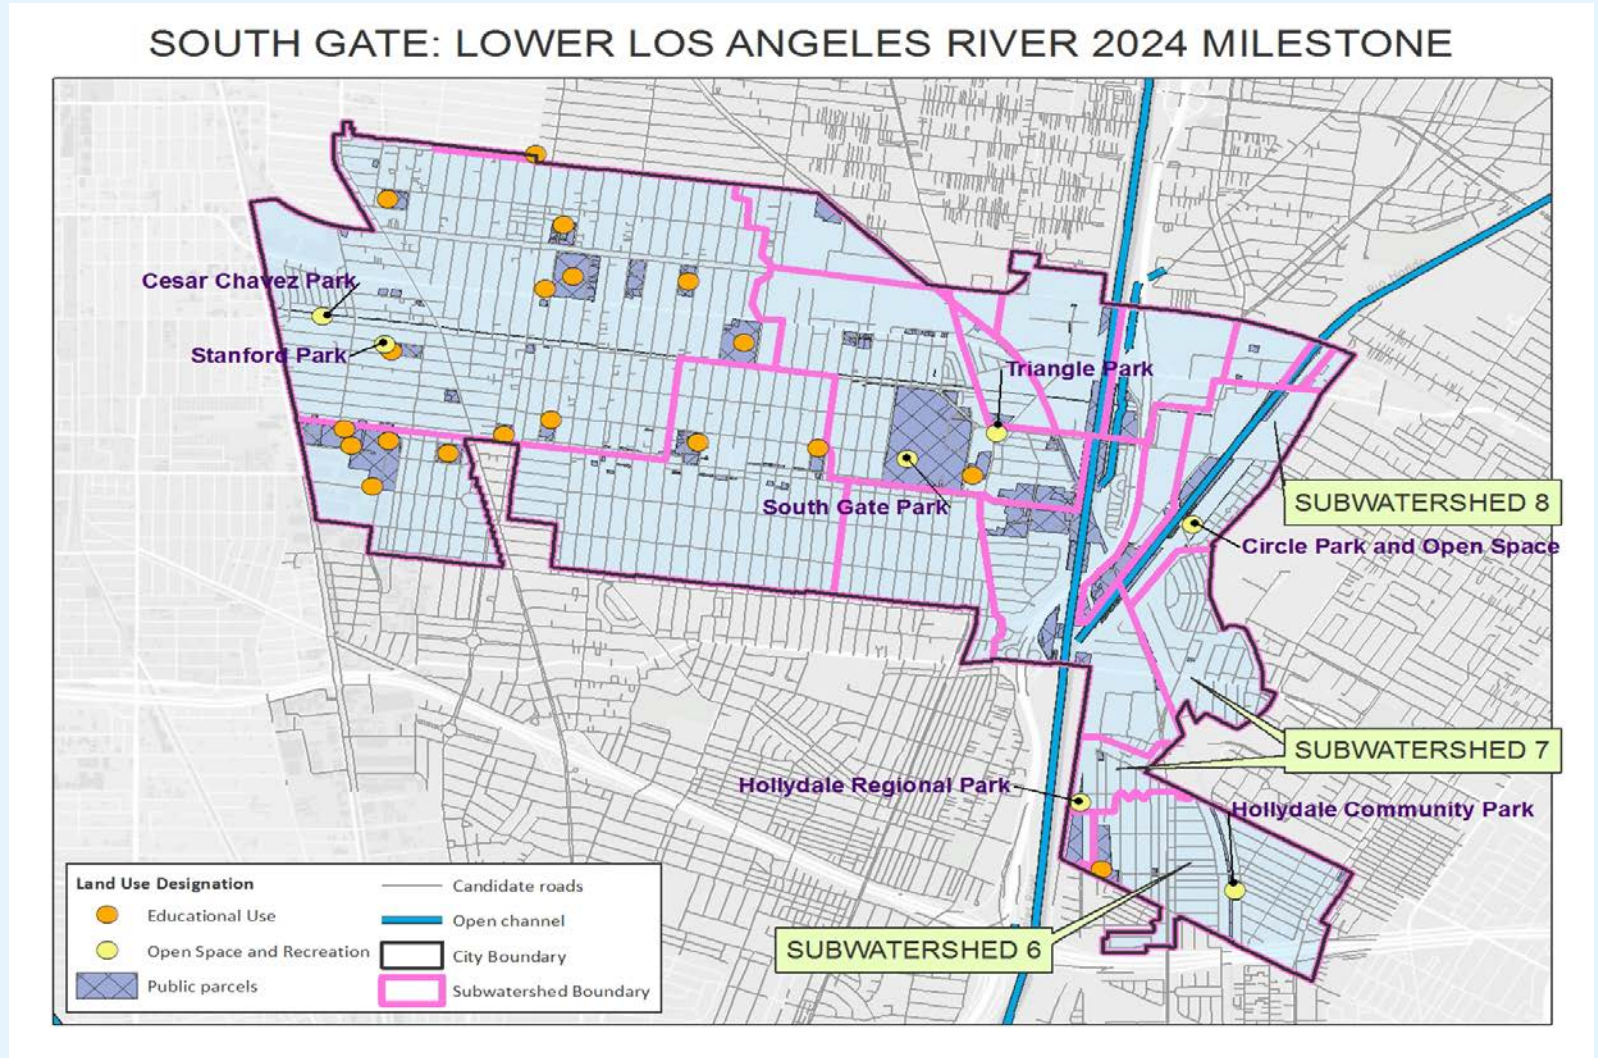 SOUTH GATE: LOWER LOS ANGELES RIVER 2024 MILESTONE
Cesar Chavez Park
Stanford Park
Triangle Park
South Gate Park
SUBWATERSHED 8
Circle Park and Open Space
SUBWATERSHED 7
Hollydale Regional Park
Hollydale Community Park
SUBWATERSHED 6
Land Use Designation
Educational Use
Open Space and Recreation
Public parcels
Candidate roads
Open channel
City Boundary
Subwatershed Boundary